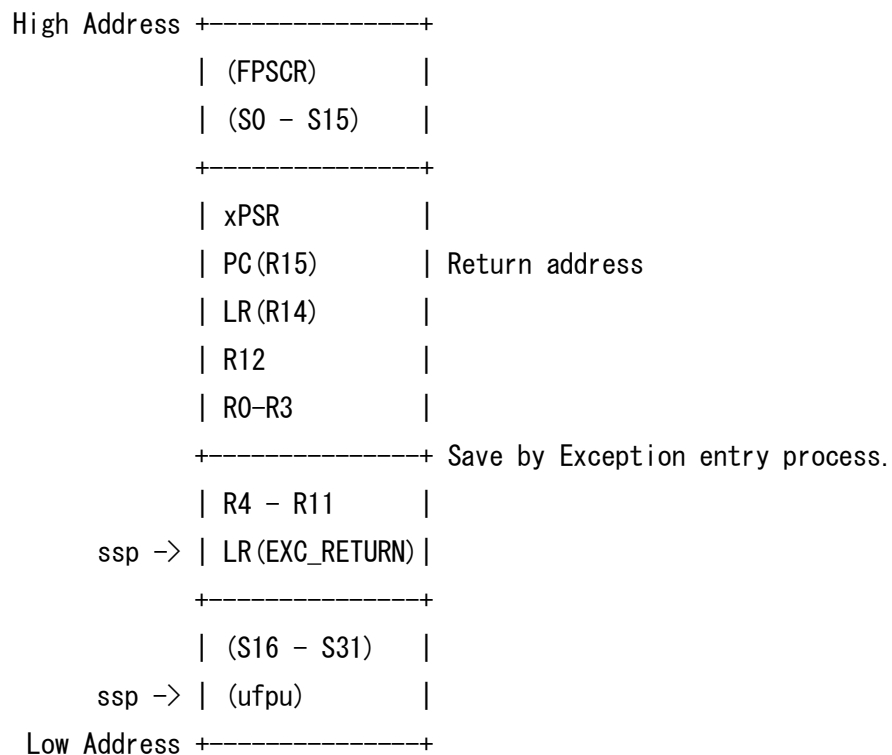 High Address +---------------+
| (FPSCR) |
| (S0 - S15) |
+---------------+
| xPSR |
| PC(R15) | Return address
| LR(R14) |
| R12 |
| R0-R3 |
+---------------+ Save by Exception entry process.
| R4 - R11 |
ssp -> | LR(EXC_RETURN)|
+---------------+
| (S16 - S31) |
ssp -> | (ufpu) |
Low Address +---------------+